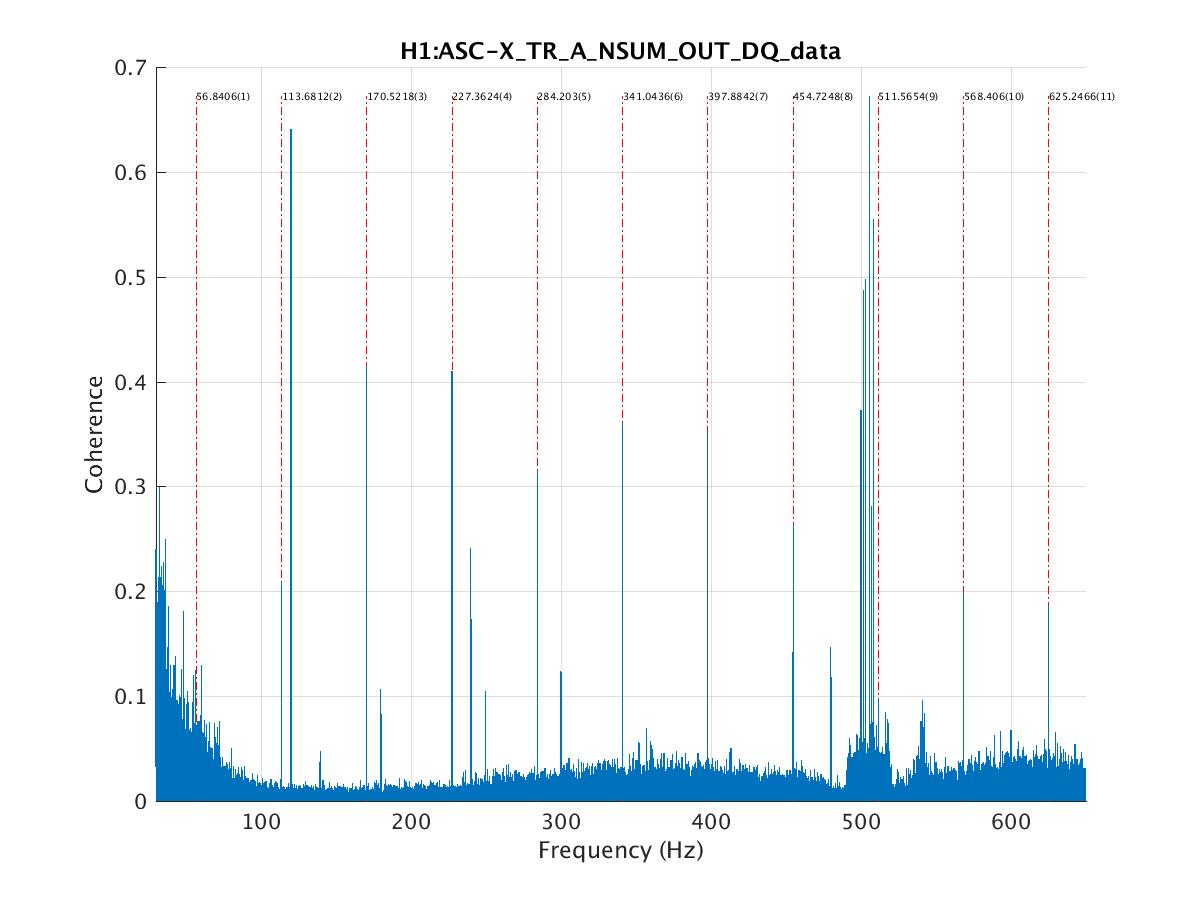 H1:ASC-X_TR_A_NSUM_OUT_DQ_data
0.7
56.8406(1) 113.6812(2) 170.5218(3) 227.3624(4) 284.203(5) 341.0436(6) 397.8842(7) 454.7248(8) 511.5654(9) 568.406(10) 625.2466(11)
0.6
0.5
0.4
0.3
0.2
0.1
0
Coherence
100 200 300 400 500 600
Frequency (Hz)